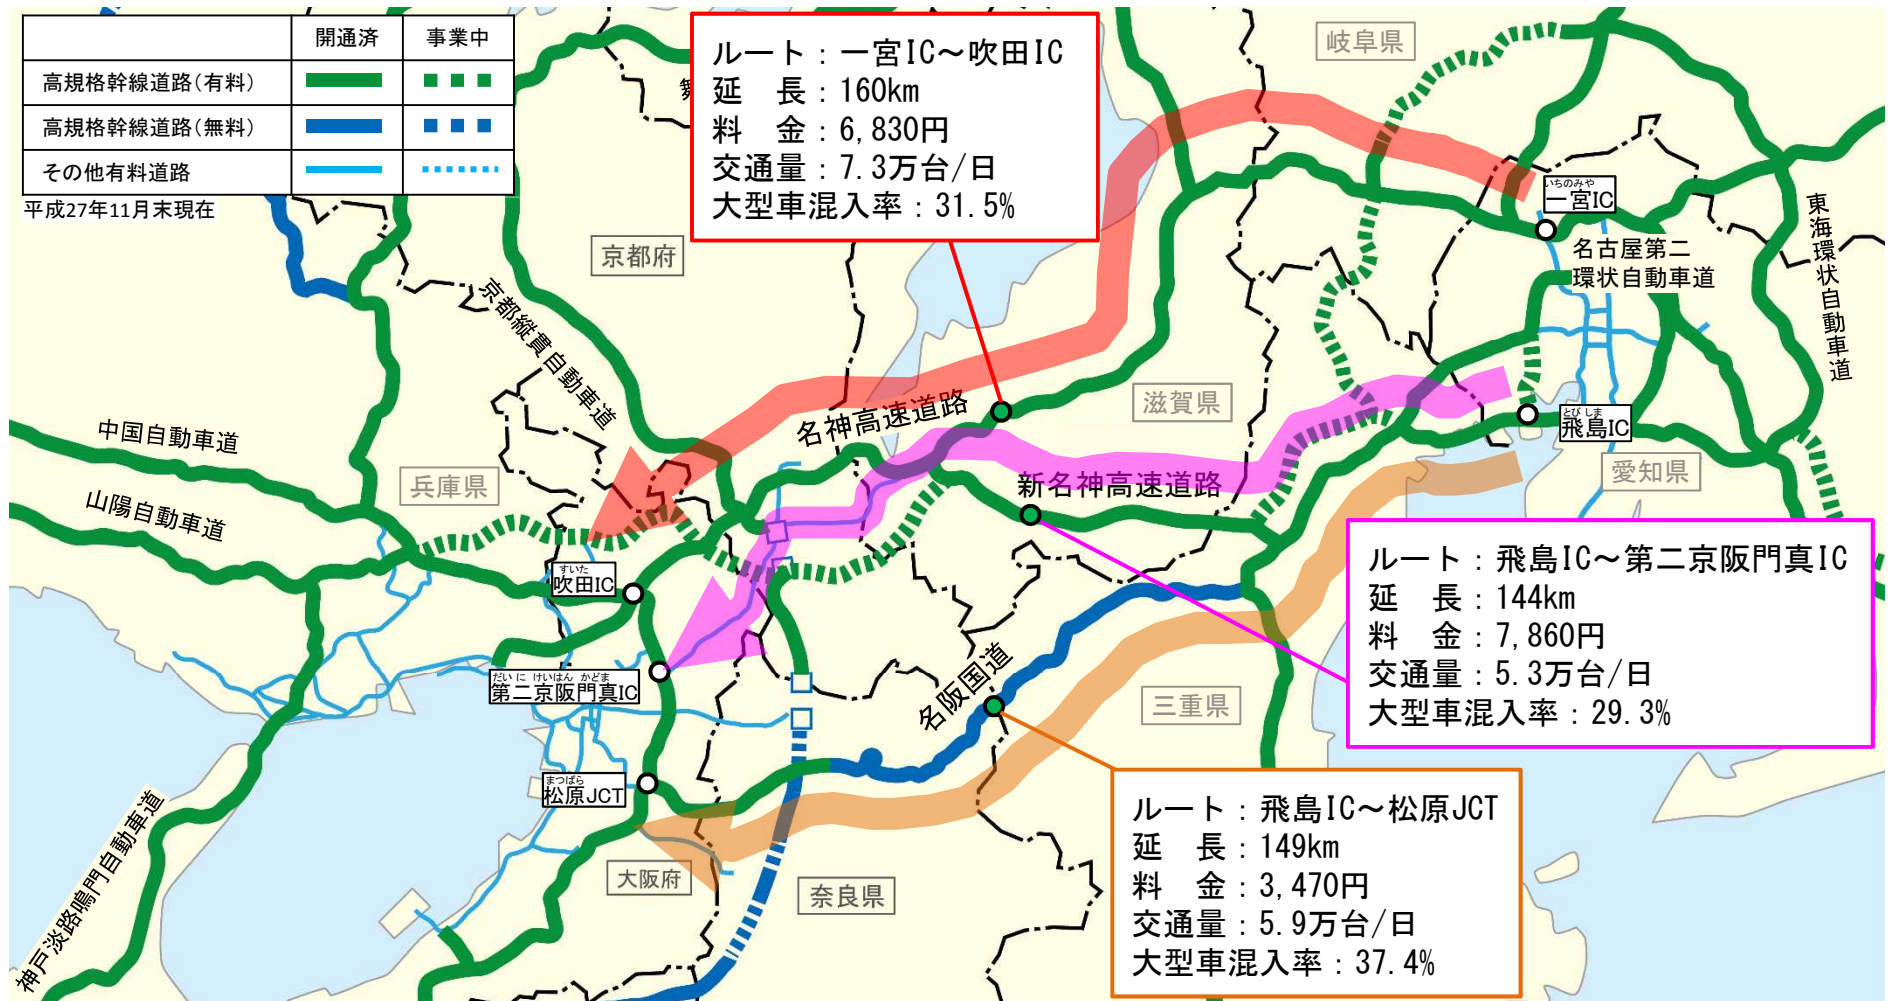 開通済 事業中
高規格幹線道路(有料)
高規格幹線道路(無料)
その他有料道路
平成27年11月末現在
ルート：一宮IC～吹田IC
延　長：160km
料　金：6,830円
交通量：7.3万台/日
大型車混入率：31.5%
岐阜県
いちのみや
一宮IC
名古屋第二
環状自動車道
東海環状自動車道
京都府
京都縦貫自動車道
名神高速道路
滋賀県
とびしま
飛島IC
愛知県
中国自動車道
兵庫県
山陽自動車道
新名神高速道路
すいた
吹田IC
ルート：飛島IC～第二京阪門真IC
延　長：144km
料　金：7,860円
交通量：5.3万台/日
大型車混入率：29.3%
だいにけいはん かどま
第二京阪門真IC
名阪国道
三重県
まつばら
松原JCT
神戸淡路鳴門自動車道
大阪府
奈良県
ルート：飛島IC～松原JCT
延　長：149km
料　金：3,470円
交通量：5.9万台/日
大型車混入率：37.4%